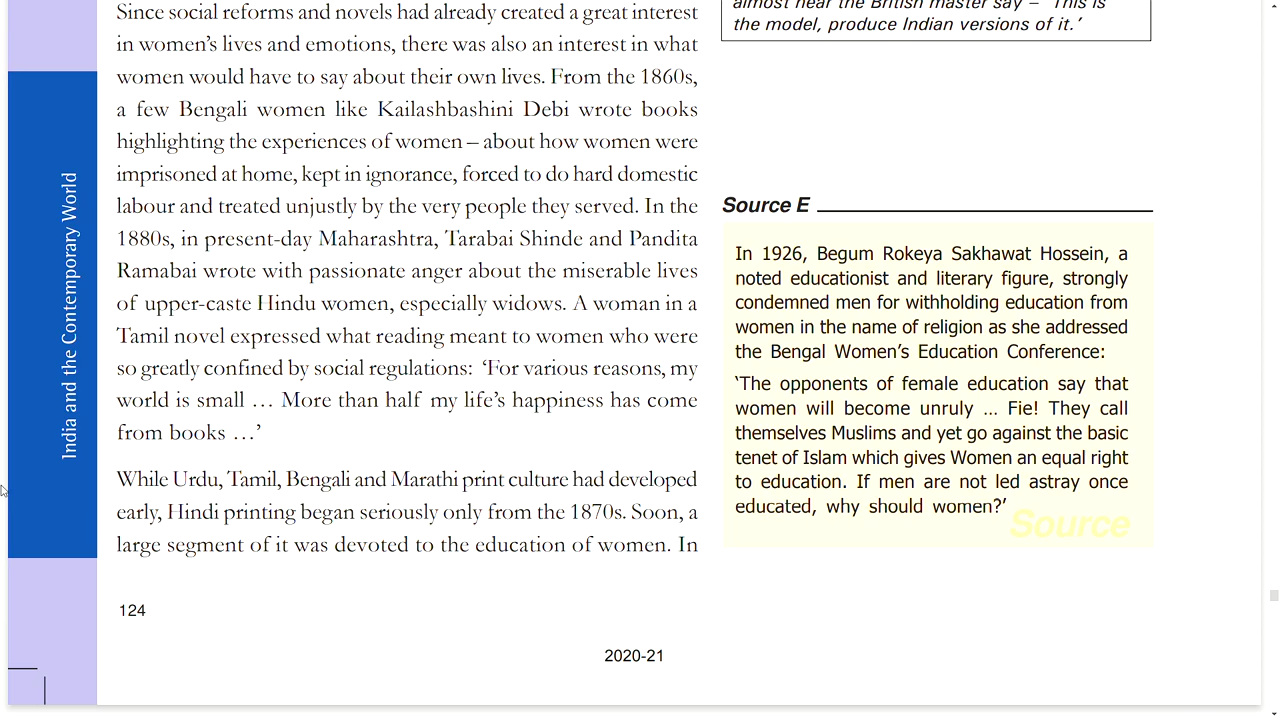 Since social reforms and novels had already created a great interest
in women's lives and emotions, there was also an interest in what
women would have to say about their own lives. From the 1860s,
a few Bengali women like Kailashbashini Debi wrote books
highlighting the experiences of women – about how women were
imprisoned at home, kept in ignorance, forced to do hard domestic
labour and treated unjustly by the very people they served. In the
1880s, in present-day Maharashtra, Tarabai Shinde and Pandita
Ramabai wrote with passionate anger about the miserable lives
of upper-caste Hindu women, especially widows. A woman in a
Tamil novel expressed what reading meant to women who were
so greatly confined by social regulations: ‘For various reasons, my
world is small … More than half my life's happiness has come
from books …’
While Urdu, Tamil, Bengali and Marathi print culture had developed
early, Hindi printing began seriously only from the 1870s. Soon, a
large segment of it was devoted to the education of women. In
almost near the British master say – ‘This is
the model, produce Indian versions of it.’
Source E
In 1926, Begum Rokeya Sakhawat Hossein, a
noted educationist and literary figure, strongly
condemned men for withholding education from
women in the name of religion as she addressed
the Bengal Women's Education Conference:
‘The opponents of female education say that
women will become unruly … Fie! They call
themselves Muslims and yet go against the basic
tenet of Islam which gives Women an equal right
to education. If men are not led astray once
educated, why should women?’
Source
India and the Contemporary World
124
2020-21